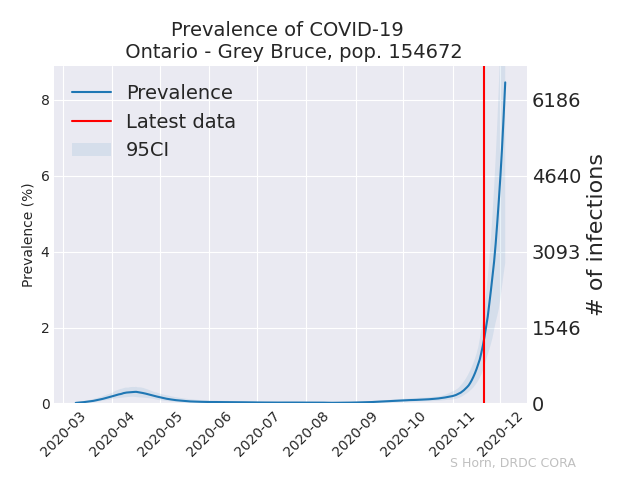 Prevalence of COVID-19
Ontario - Grey Bruce, pop. 154672
Prevalence
Latest data
95CI
Prevalence (%)
8
6
4
2
0
6186
4640
3093
1546
0
# of infections
2020-03
2020-04
2020-05
2020-06
2020-07
2020-08
2020-09
2020-10
2020-11
2020-12
S Horn, DRDC CORA